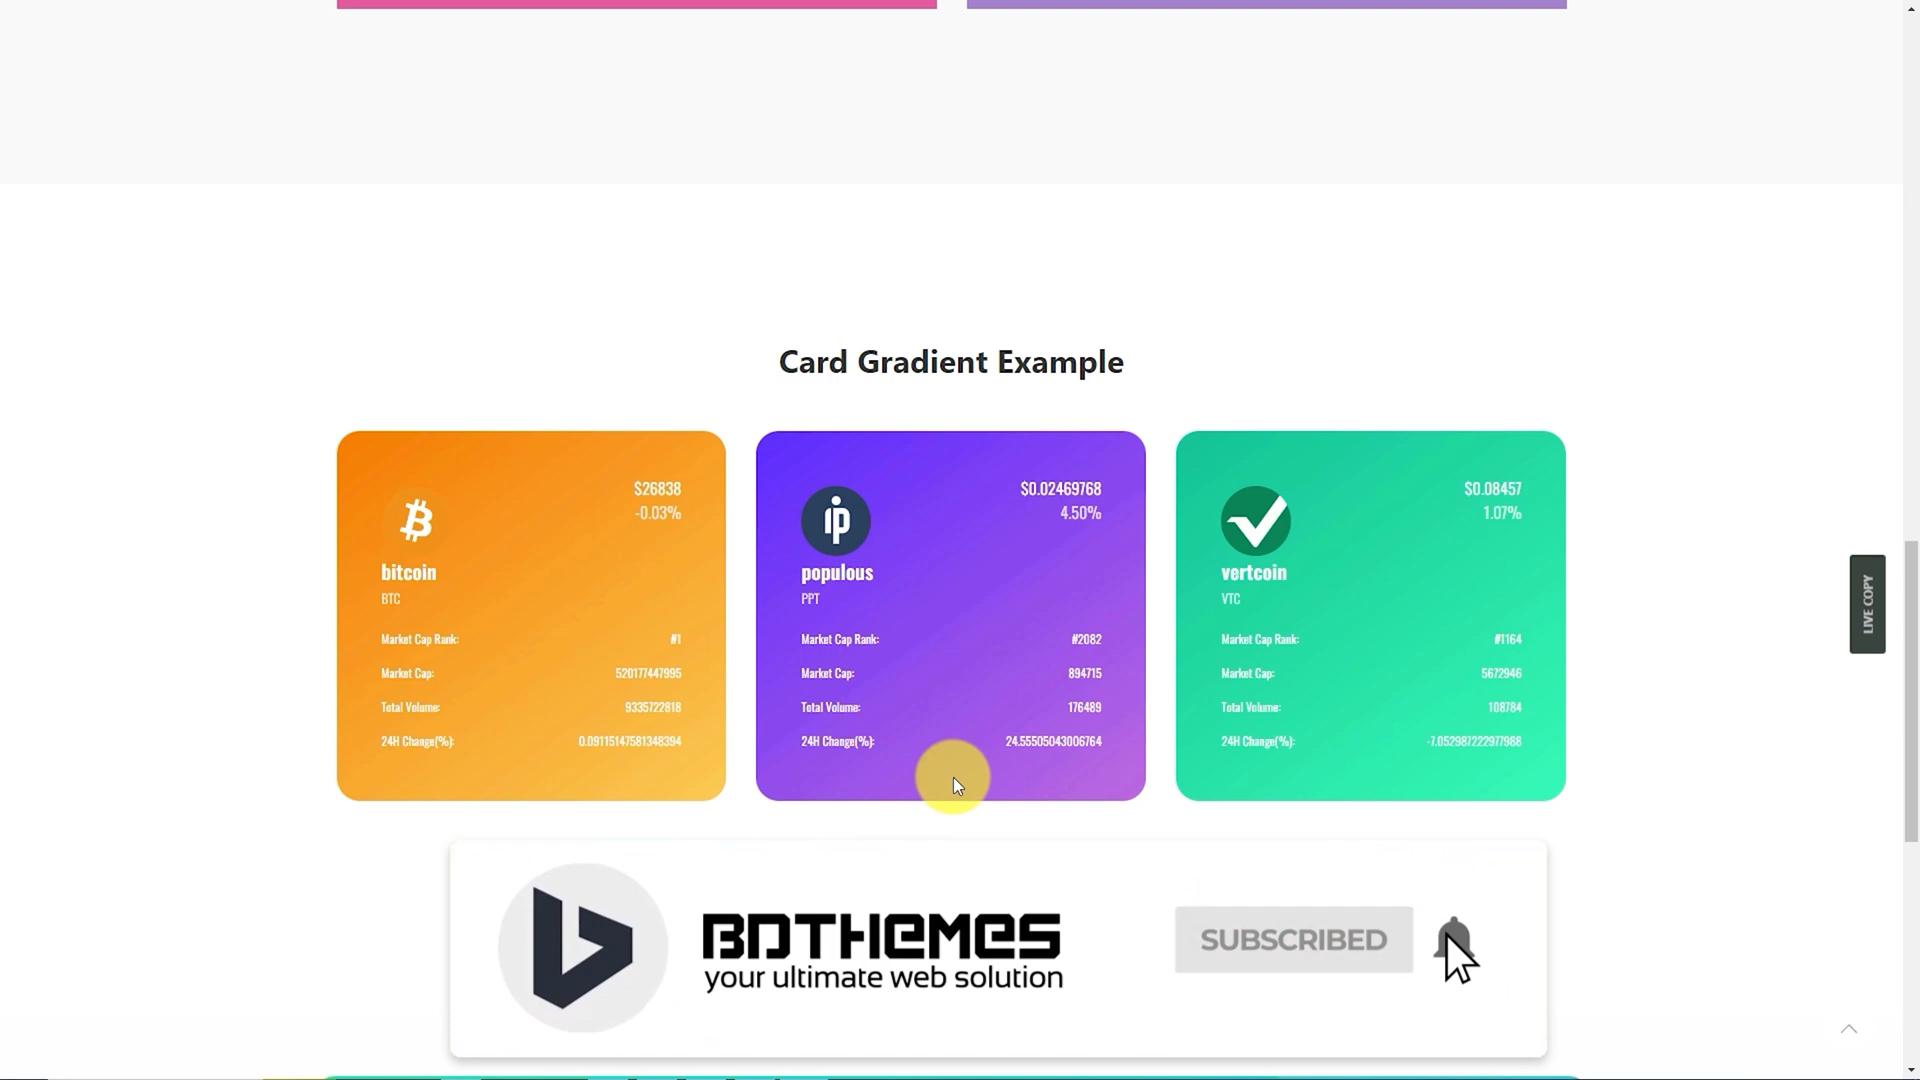 Card Gradient Example
$26838
-0.03%
bitcoin
BTC
Market Cap Rank: #1
Market Cap: 520177447995
Total Volume: 9335722818
24H Change(%): 0.09115147581348394
$0.02469768
4.50%
populous
PPT
Market Cap Rank: #2082
Market Cap: 894715
Total Volume: 176489
24H Change(%): 24.55505043006764
$0.08457
1.07%
vertcoin
VTC
Market Cap Rank: #1164
Market Cap: 5672946
Total Volume: 108784
24H Change(%): -7.052987222977988
LIVE COPY
BDTHEMES
your ultimate web solution
SUBSCRIBED